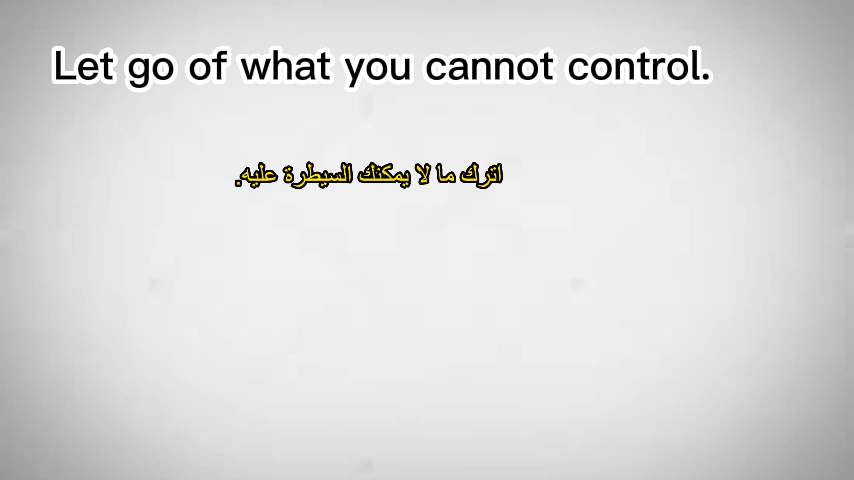 Let go of what you cannot control.
اترك ما لا يمكنك السيطرة عليه.